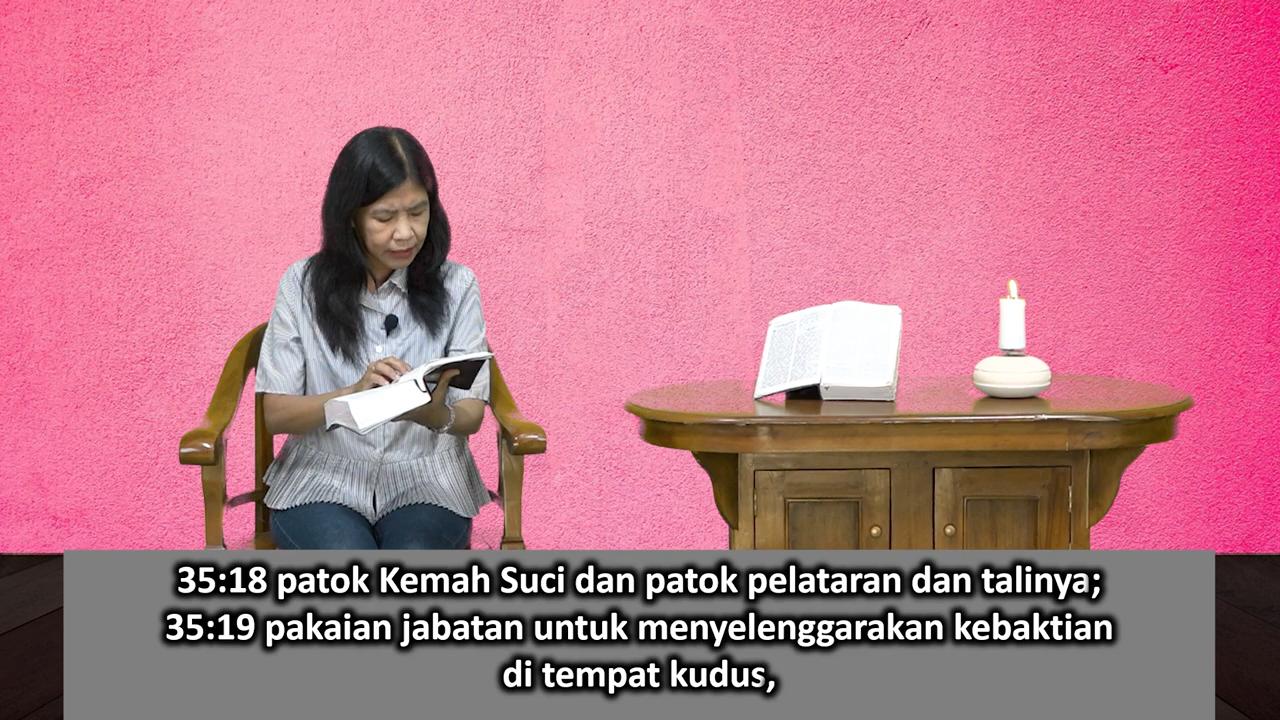 35:18 patok Kemah Suci dan patok pelataran dan talinya;
35:19 pakaian jabatan untuk menyelenggarakan kebaktian
di tempat kudus,